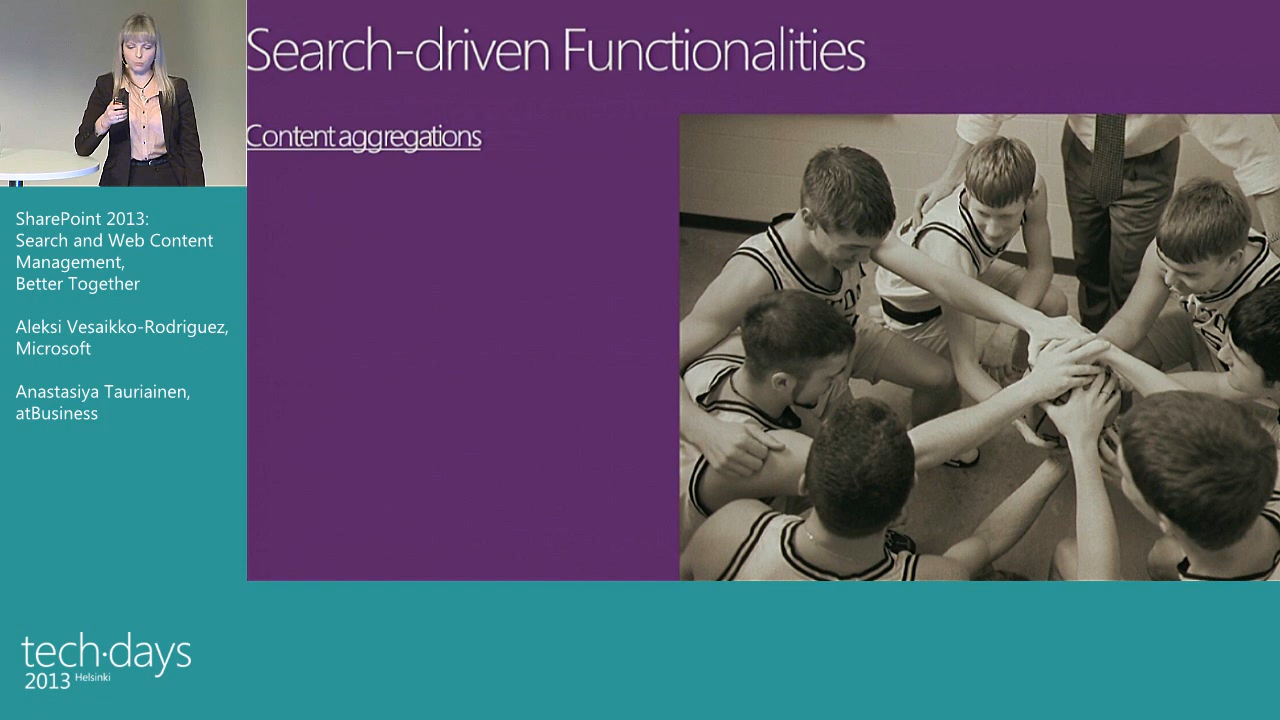 Search-driven Functionalities
Content aggregations
SharePoint 2013:
Search and Web Content
Management,
Better Together
Aleksi Vesaikko-Rodriguez,
Microsoft
Anastasiya Tauriainen,
atBusiness
tech·days
2013 Helsinki